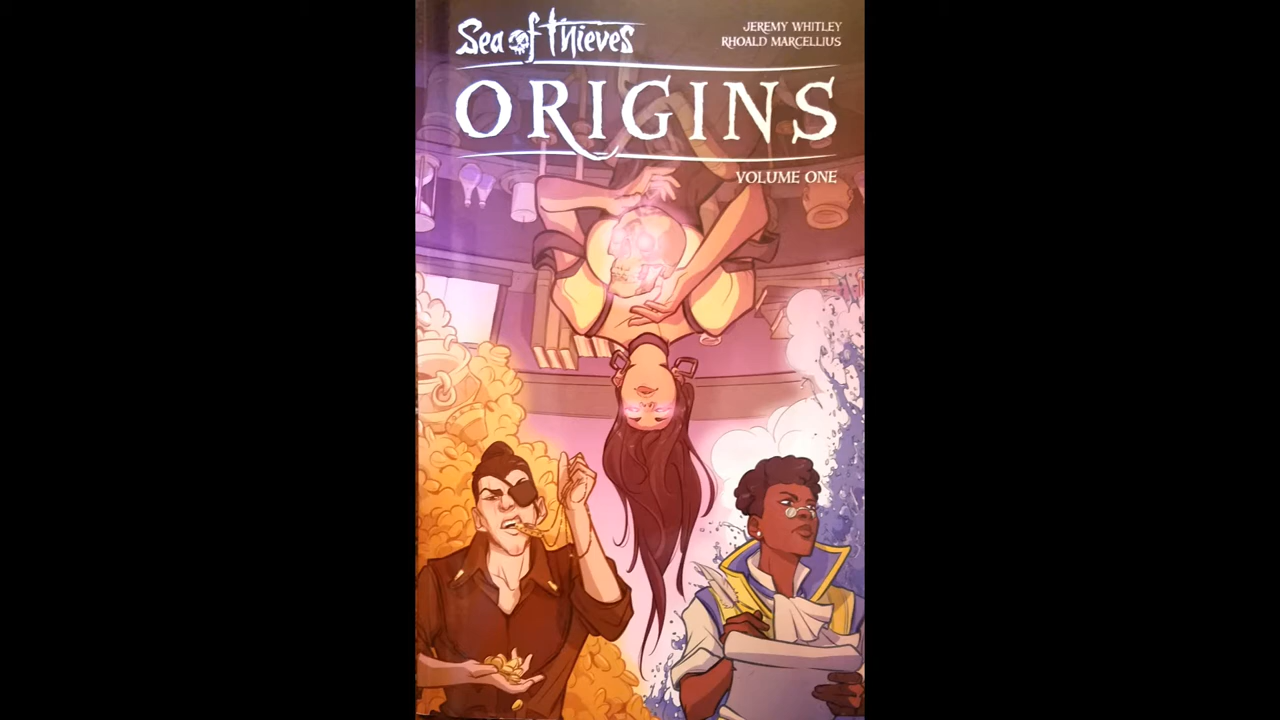 Sea of Thieves
JEREMY WHITLEY
RHOALD MARCELLIUS
ORIGINS
VOLUME ONE